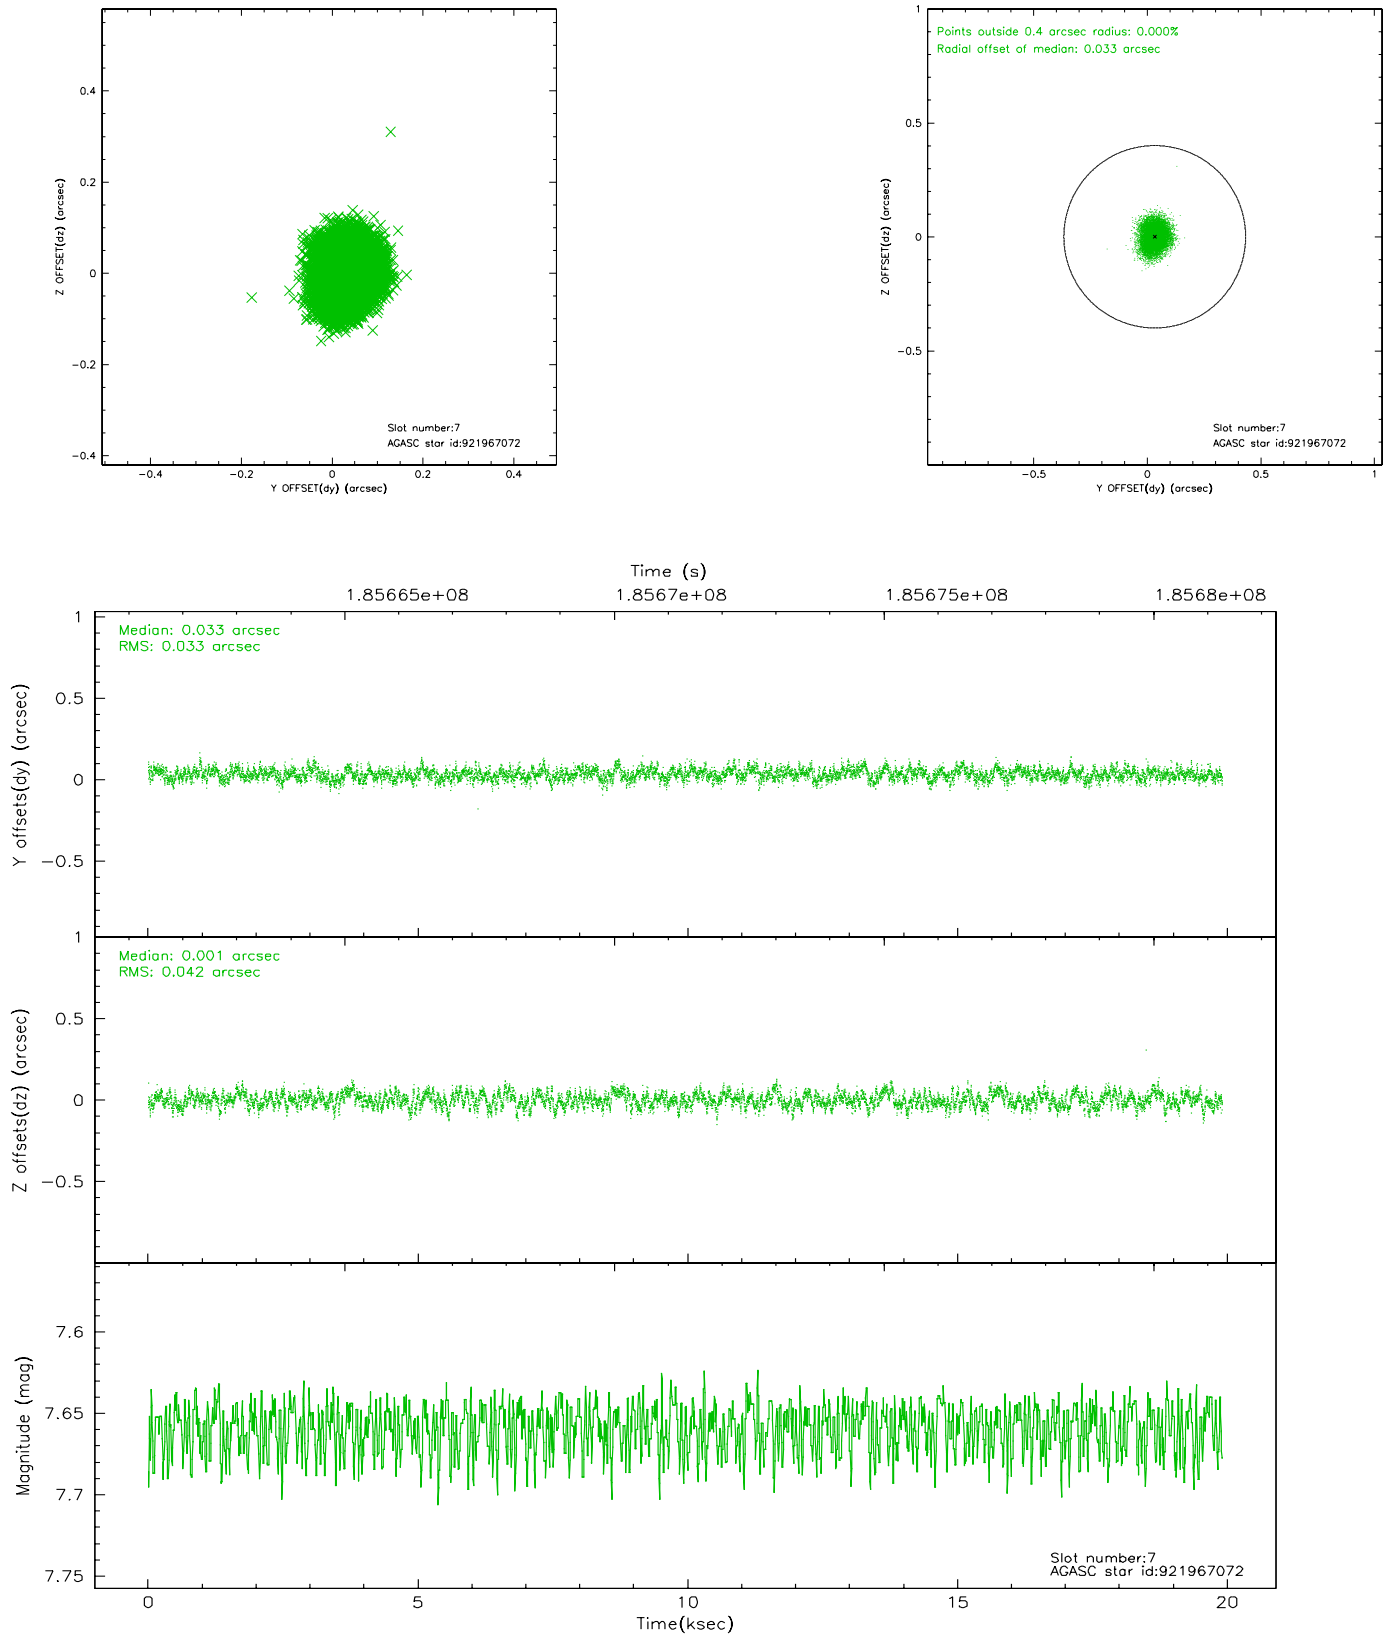 0.4
0.2
0
−0.2
−0.4
Z OFFSET(dz) (arcsec)
Slot number:7
AGASC star id:921967072
−0.4 −0.2 0 0.2 0.4
Y OFFSET(dy) (arcsec)
1
0.5
0
−0.5
Z OFFSET(dz) (arcsec)
Points outside 0.4 arcsec radius: 0.000%
Radial offset of median: 0.033 arcsec
Slot number:7
AGASC star id:921967072
−0.5 0 0.5 1
Y OFFSET(dy) (arcsec)
Time (s)
1.85665e+08 1.8567e+08 1.85675e+08 1.8568e+08
1
0.5
0
−0.5
Y offsets(dy) (arcsec)
Median: 0.033 arcsec
RMS: 0.033 arcsec
1
0.5
0
−0.5
Z offsets(dz) (arcsec)
Median: 0.001 arcsec
RMS: 0.042 arcsec
7.6
7.65
7.7
7.75
Magnitude (mag)
Slot number:7
AGASC star id:921967072
0 5 10 15 20
Time(ksec)